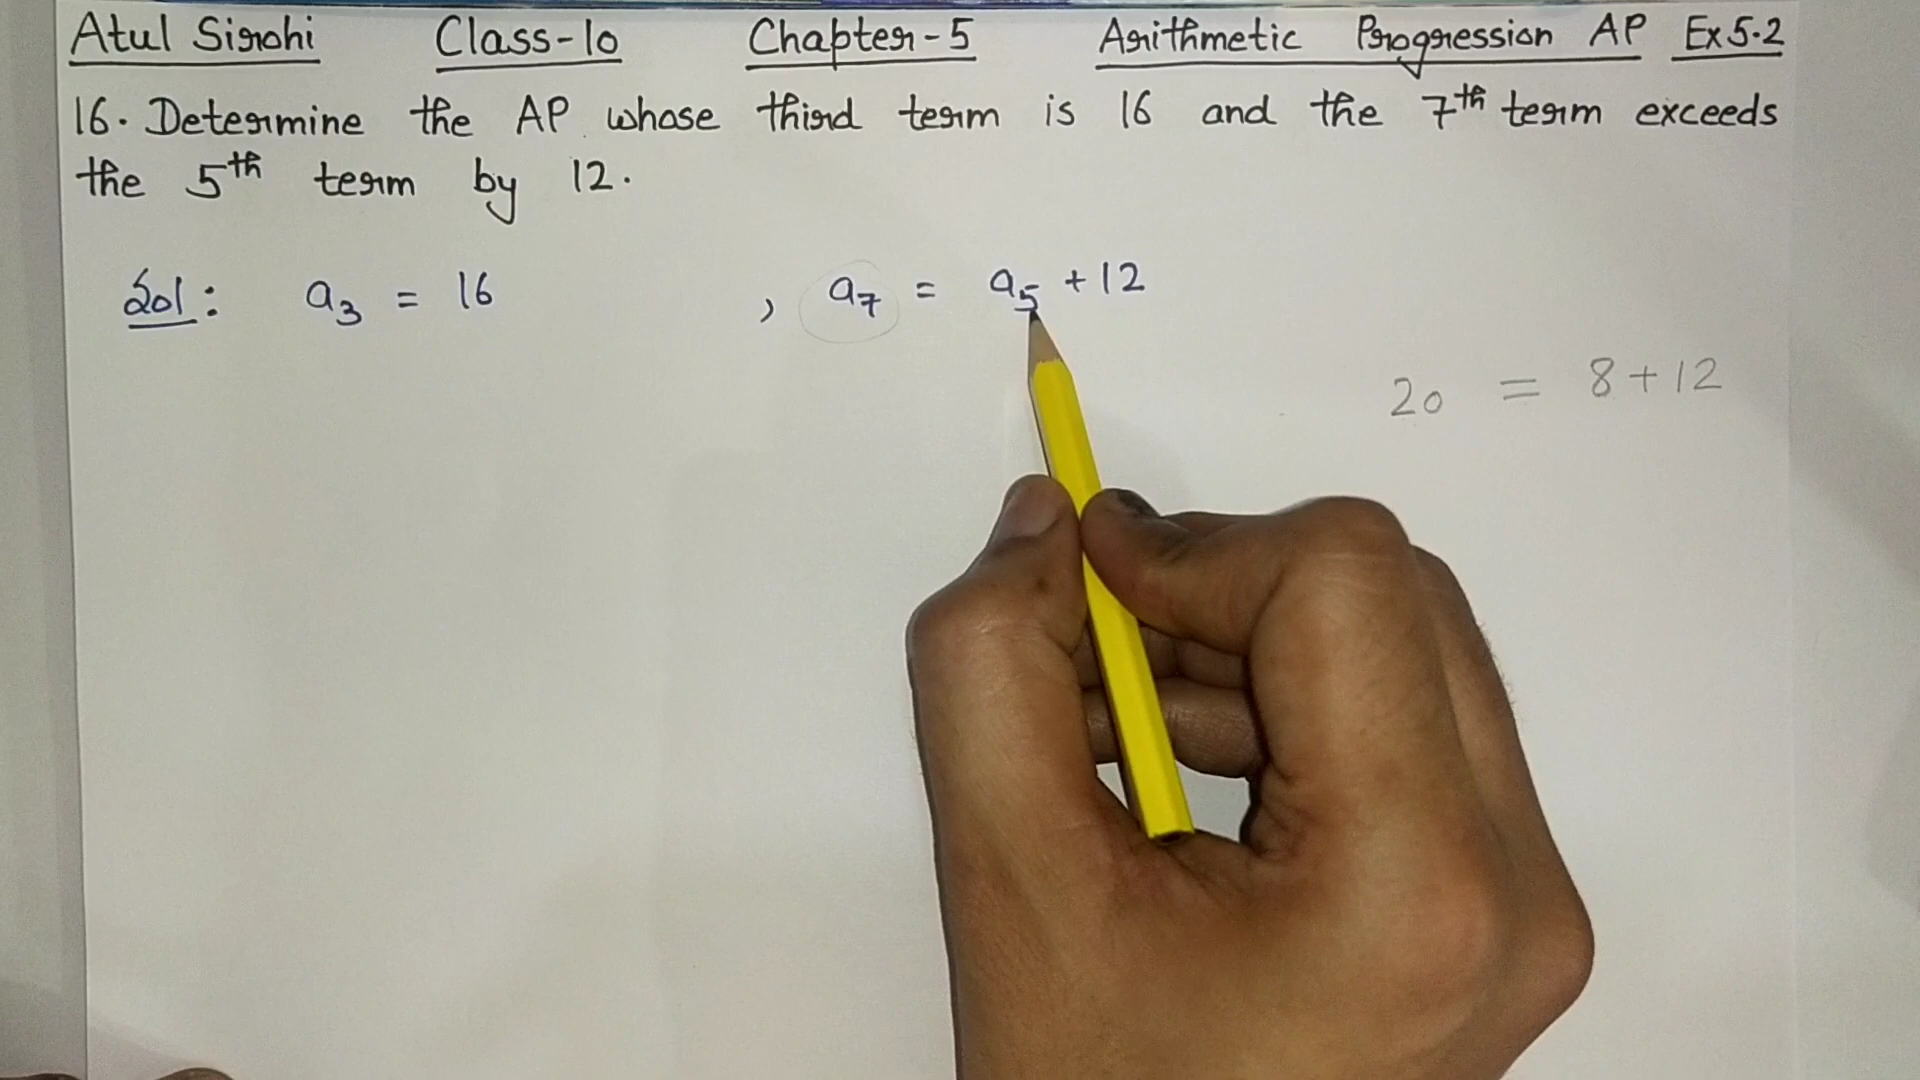 Atul Sirohi Class-10 Chapter-5 Arithmetic Progression AP Ex 5.2
16. Determine the AP whose third term is 16 and the 7th term exceeds
the 5th term by 12.
Sol: a₃ = 16 , a₇ = a₅ + 12
20 = 8 + 12